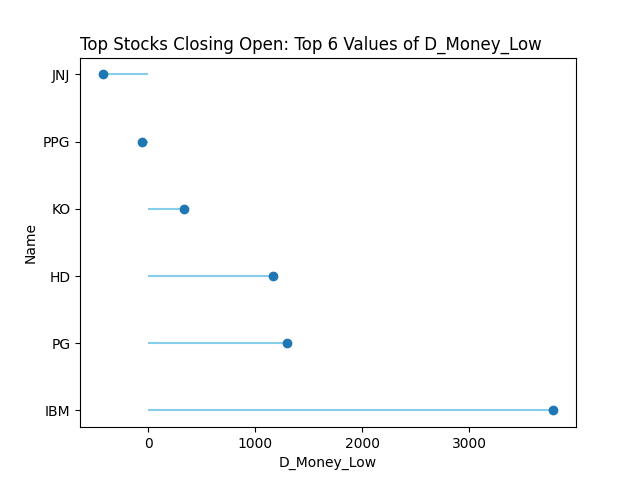 Top Stocks Closing Open: Top 6 Values of D_Money_Low
JNJ
PPG
KO
HD
PG
IBM
Name
0 1000 2000 3000
D_Money_Low